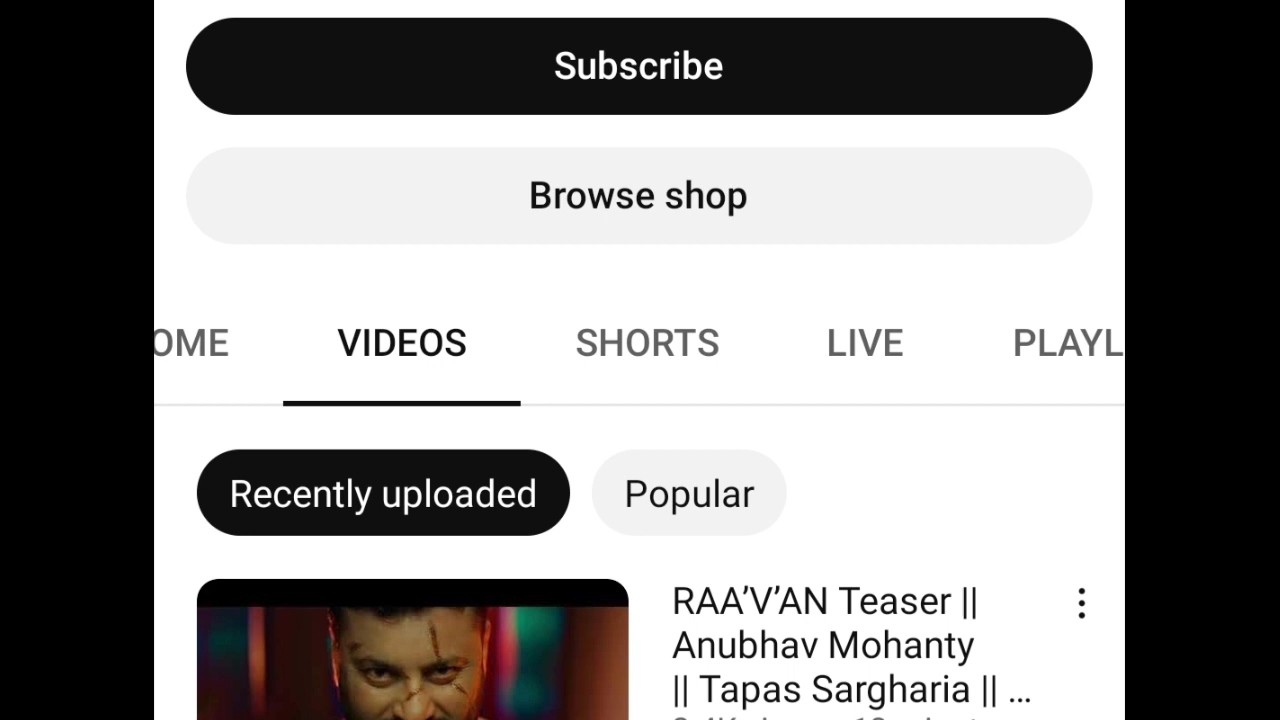 Subscribe
Browse shop
OME VIDEOS SHORTS LIVE PLAYL
Recently uploaded Popular
RAA’V’AN Teaser ||
Anubhav Mohanty
|| Tapas Sargharia || ...